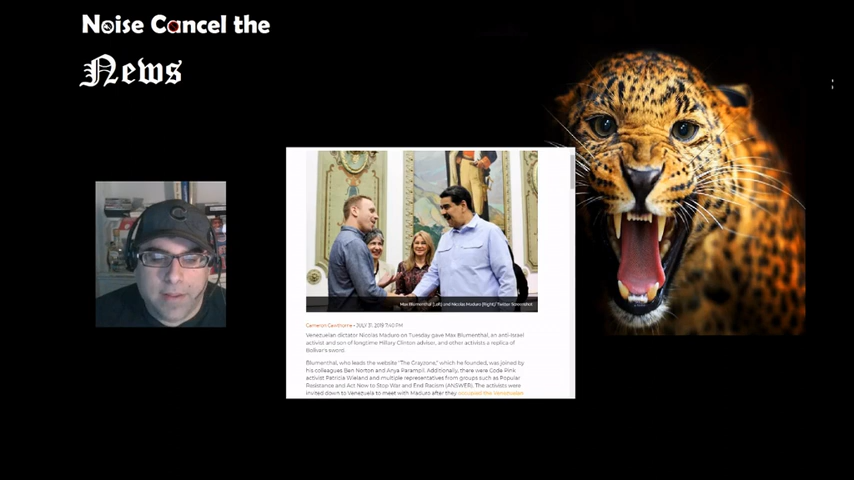 Noise Cancel the
News
Max Blumenthal (Left) and Nicolas Maduro (Right)/ Twitter Screenshot
Cameron Cawthorne - JULY 31, 2019 7:40 PM
Venezuelan dictator Nicolas Maduro on Tuesday gave Max Blumenthal, an anti-Israel
activist and son of longtime Hillary Clinton adviser, and other activists a replica of
Bolivar's sword.
Blumenthal, who leads the website "The Grayzone," which he founded, was joined by
his colleagues Ben Norton and Anya Parampil. Additionally, there were Code Pink
activist Patricia Wieland and multiple representatives from groups such as Popular
Resistance and Act Now to Stop War and End Racism (ANSWER). The activists were
invited down to Venezuela to meet with Maduro after they occupied the Venezuelan